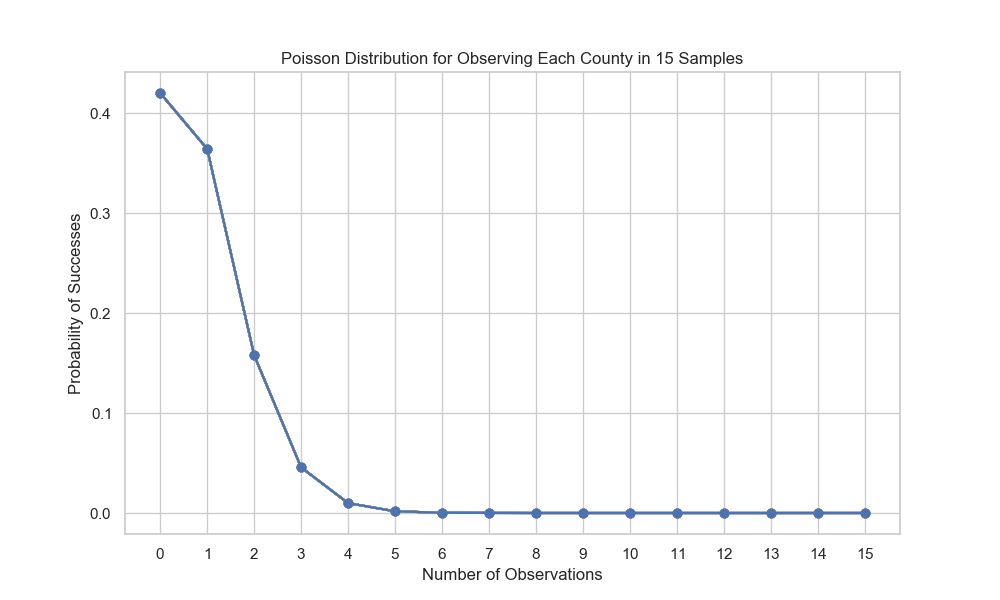 Poisson Distribution for Observing Each County in 15 Samples
Probability of Successes
0.4
0.3
0.2
0.1
0.0
0 1 2 3 4 5 6 7 8 9 10 11 12 13 14 15
Number of Observations